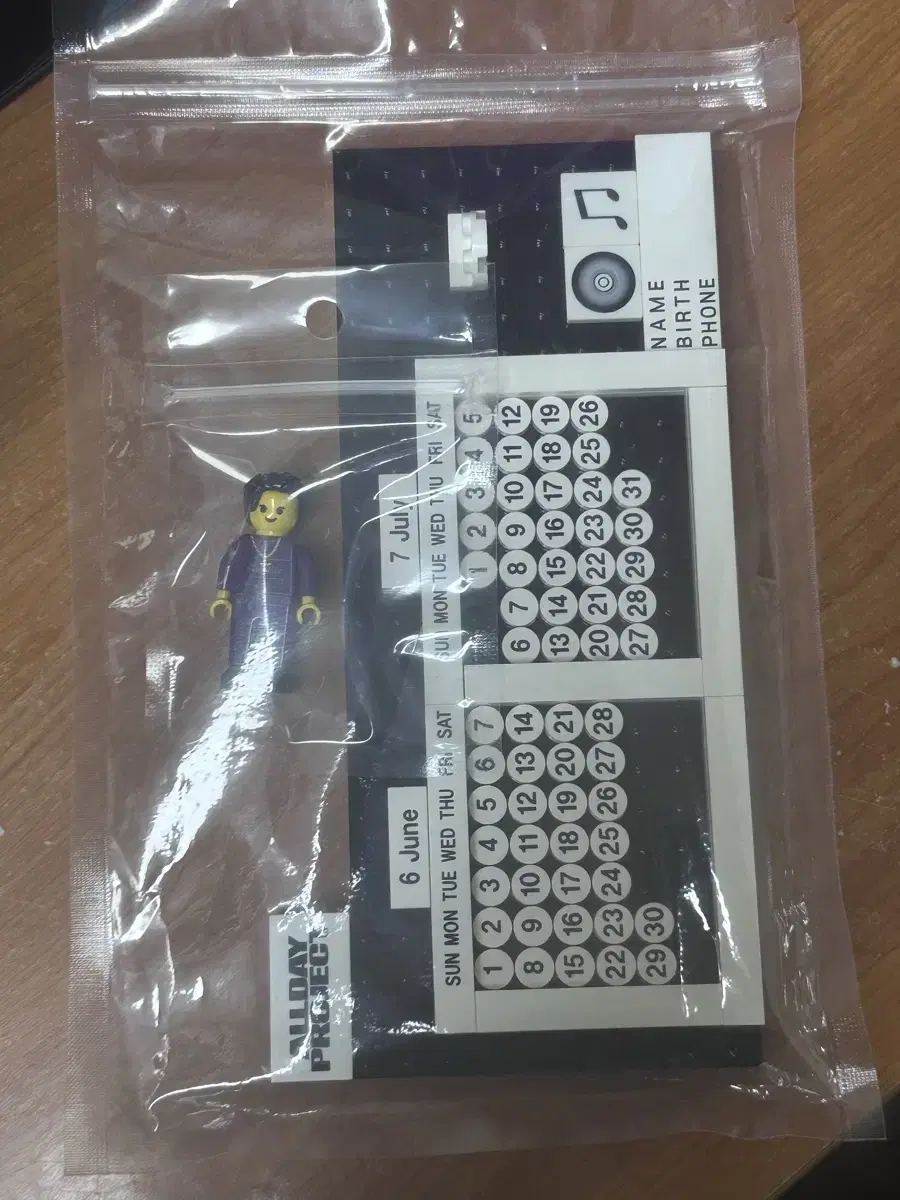 ALLDAY
PROJECT
6 June
SUN MON TUE WED THU FRI SAT
1 2 3 4 5 6 7
8 9 10 11 12 13 14
15 16 17 18 19 20 21
22 23 24 25 26 27 28
29 30
7 July
SUN MON TUE WED THU FRI SAT
1 2 3 4 5
6 7 8 9 10 11 12
13 14 15 16 17 18 19
20 21 22 23 24 25 26
27 28 29 30 31
NAME
BIRTH
PHONE